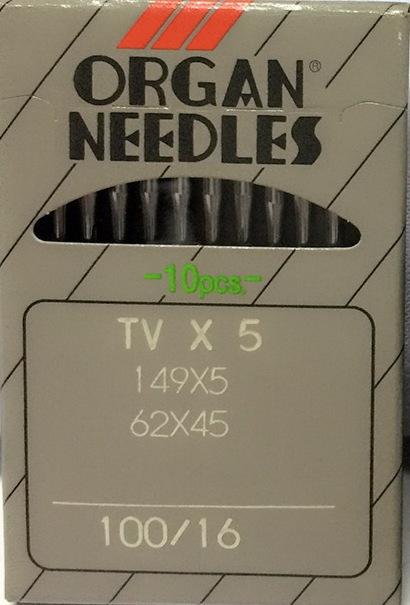 ORGAN®
NEEDLES
-10pcs.-
TV X 5
149X5
62X45
100/16